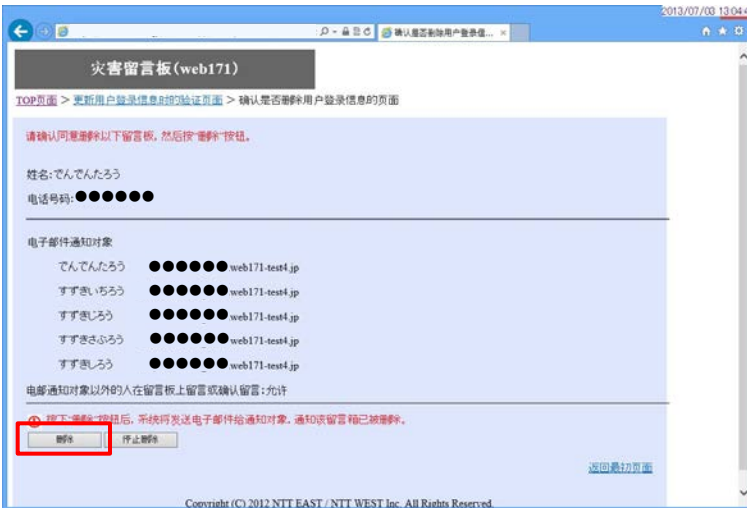 2013/07/03 13:04:4
确认是否删除用户登录信...
灾害留言板(web171)
TOP页面 > 更新用户登录信息时的验证页面 > 确认是否删除用户登录信息的页面
请确认同意删除以下留言板, 然后按"删除"按钮。
姓名:でんでんたろう
电话号码:●●●●●●
电子邮件通知对象
でんでんたろう ●●●●●●.web171-test4.jp
すずきいちろう ●●●●●●.web171-test4.jp
すずきじろう ●●●●●●.web171-test4.jp
すずきさぶろう ●●●●●●.web171-test4.jp
すずきしろう ●●●●●●.web171-test4.jp
电邮通知对象以外的人在留言板上留言或确认留言:允许
按下"删除"按钮后, 系统将发送电子邮件给通知对象, 通知该留言箱已被删除。
删除 停止删除
返回最初页面
Copyright (C) 2012 NTT EAST / NTT WEST Inc. All Rights Reserved.